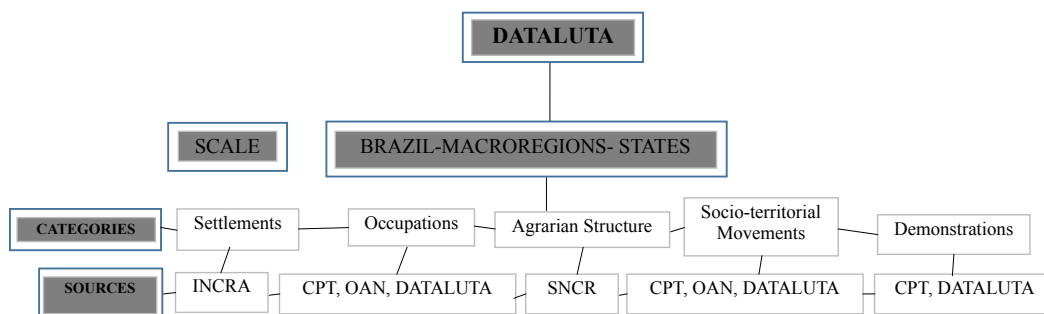 DATALUTA
SCALE
BRAZIL-MACROREGIONS- STATES
CATEGORIES
Settlements
Occupations
Agrarian Structure
Socio-territorial
Movements
Demonstrations
SOURCES
INCRA
CPT, OAN, DATALUTA
SNCR
CPT, OAN, DATALUTA
CPT, DATALUTA